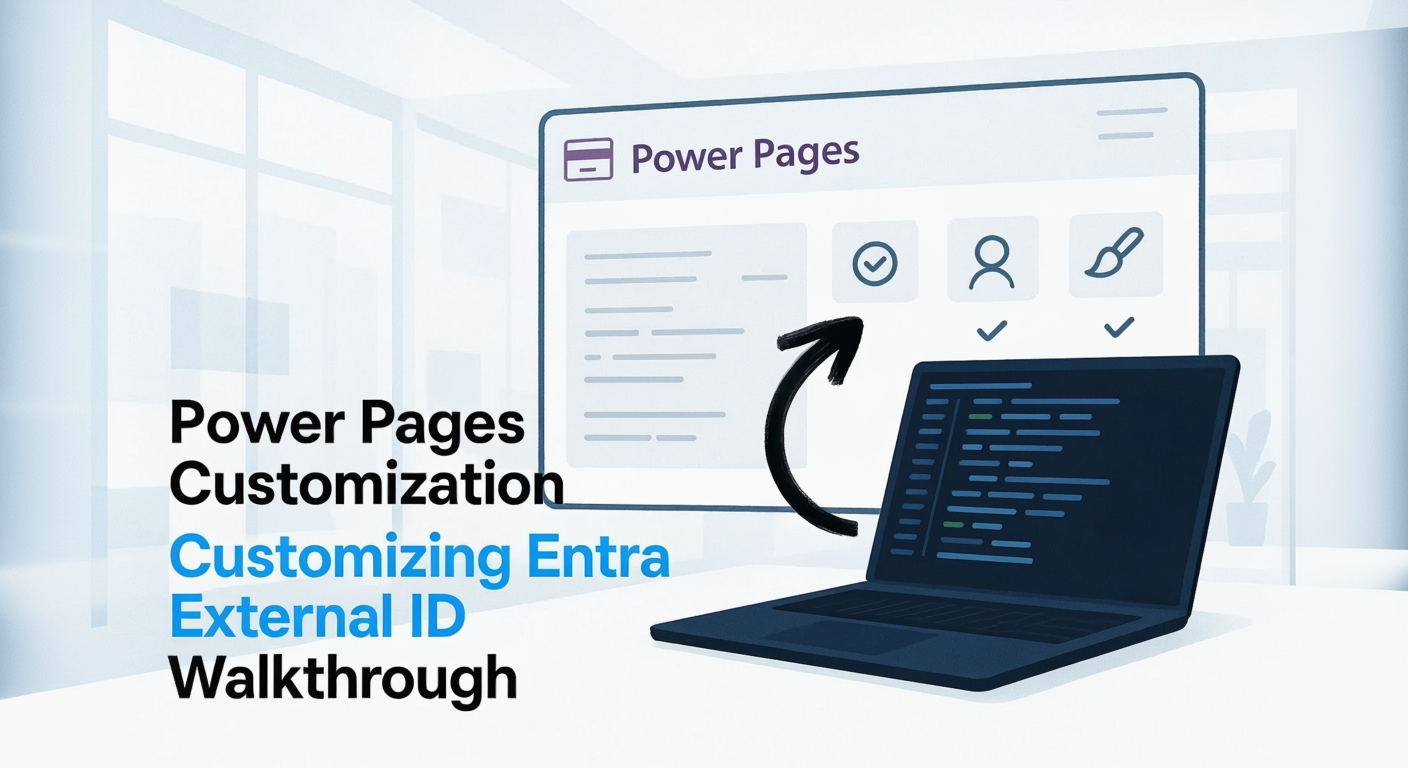 Power Pages
Power Pages
Customization
Customizing Entra
External ID
Walkthrough